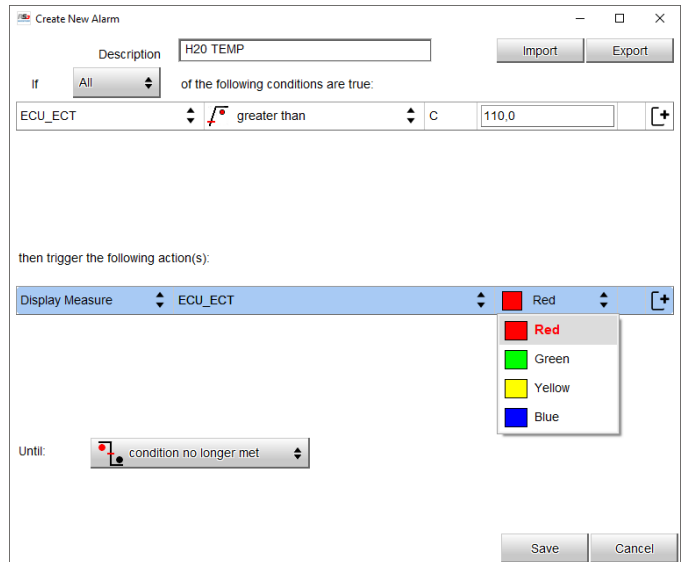 Create New Alarm
Description H20 TEMP Import Export
If All of the following conditions are true:
ECU_ECT greater than C 110,0
then trigger the following action(s):
Display Measure ECU_ECT Red
Red
Green
Yellow
Blue
Until: condition no longer met
Save Cancel